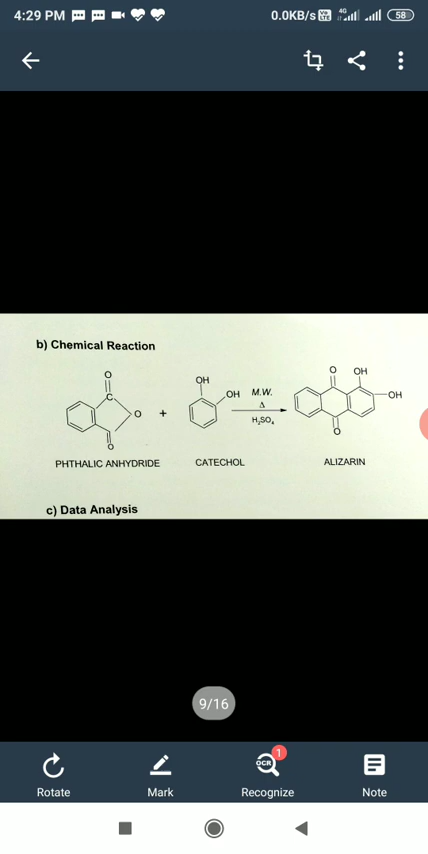 4:29 PM
0.0KB/s VoLTE 4G 58
b) Chemical Reaction
O
C
O
C
O
+
OH
OH
M.W.
Δ
H₂SO₄
O OH
OH
O
PHTHALIC ANHYDRIDE CATECHOL ALIZARIN
c) Data Analysis
9/16
OCR 1
Rotate Mark Recognize Note